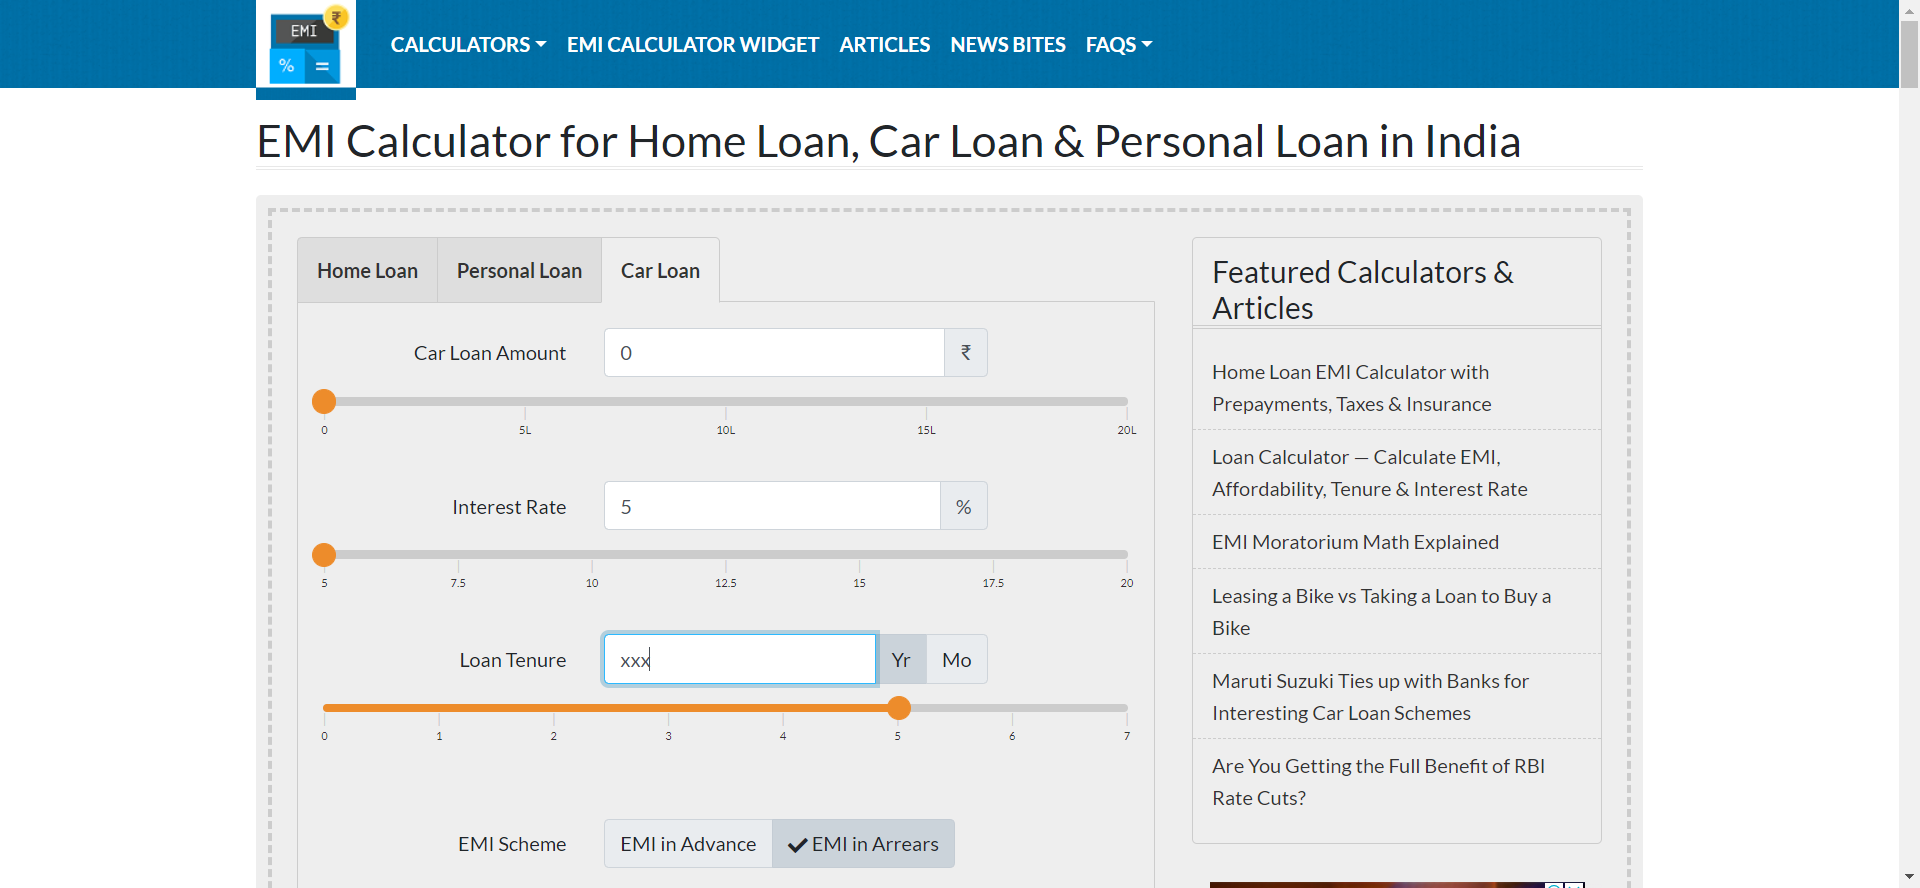 EMI
₹
%
=
CALCULATORS
EMI CALCULATOR WIDGET
ARTICLES
NEWS BITES
FAQS
EMI Calculator for Home Loan, Car Loan & Personal Loan in India
Home Loan
Personal Loan
Car Loan
Car Loan Amount
0
₹
0
5L
10L
15L
20L
Interest Rate
5
%
5
7.5
10
12.5
15
17.5
20
Loan Tenure
xxx
Yr
Mo
0
1
2
3
4
5
6
7
EMI Scheme
EMI in Advance
EMI in Arrears
Featured Calculators &
Articles
Home Loan EMI Calculator with
Prepayments, Taxes & Insurance
Loan Calculator — Calculate EMI,
Affordability, Tenure & Interest Rate
EMI Moratorium Math Explained
Leasing a Bike vs Taking a Loan to Buy a
Bike
Maruti Suzuki Ties up with Banks for
Interesting Car Loan Schemes
Are You Getting the Full Benefit of RBI
Rate Cuts?